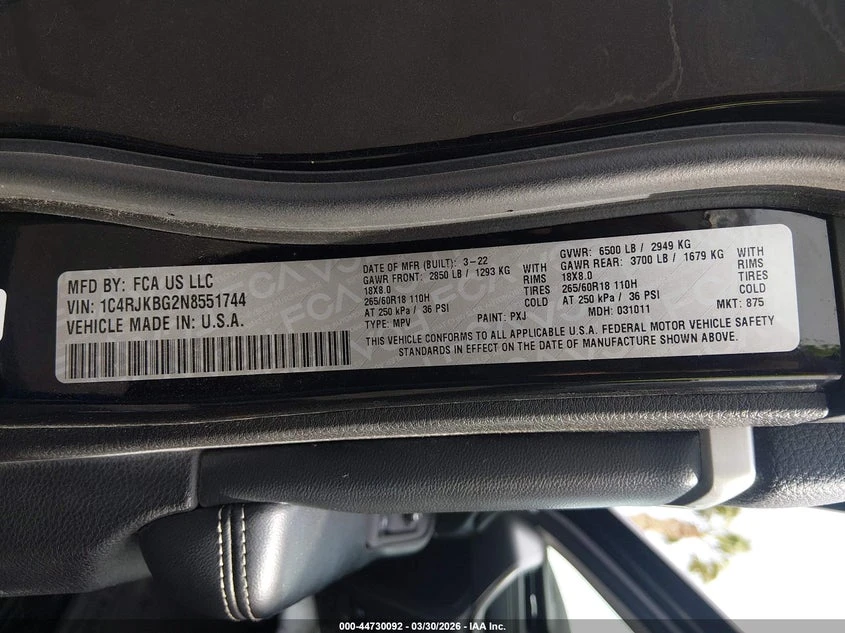 MFD BY: FCA US LLC
VIN: 1C4RJKBG2N8551744
VEHICLE MADE IN: U.S.A.
DATE OF MFR (BUILT): 3-22
GAWR FRONT: 2850 LB / 1293 KG WITH
18X8.0 RIMS
265/60R18 110H TIRES
AT 250 kPa / 36 PSI COLD
TYPE: MPV PAINT: PXJ
GVWR: 6500 LB / 2949 KG
GAWR REAR: 3700 LB / 1679 KG WITH
18X8.0 RIMS
265/60R18 110H TIRES
AT 250 kPa / 36 PSI COLD
MDH: 031011 MKT: 875
THIS VEHICLE CONFORMS TO ALL APPLICABLE U.S.A. FEDERAL MOTOR VEHICLE SAFETY
STANDARDS IN EFFECT ON THE DATE OF MANUFACTURE SHOWN ABOVE.
000-44730092 - 03/30/2026 - IAA Inc.